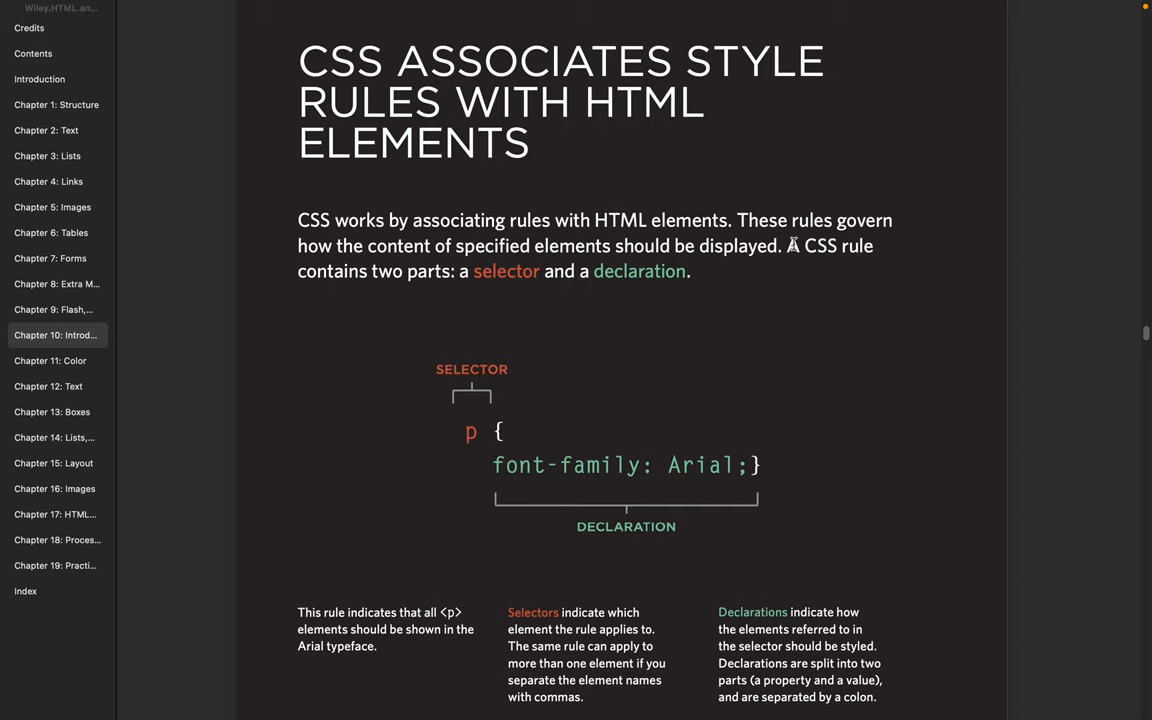 Wiley.HTML.an...
Credits
Contents
Introduction
Chapter 1: Structure
Chapter 2: Text
Chapter 3: Lists
Chapter 4: Links
Chapter 5: Images
Chapter 6: Tables
Chapter 7: Forms
Chapter 8: Extra M...
Chapter 9: Flash,...
Chapter 10: Introd...
Chapter 11: Color
Chapter 12: Text
Chapter 13: Boxes
Chapter 14: Lists,...
Chapter 15: Layout
Chapter 16: Images
Chapter 17: HTML...
Chapter 18: Proces...
Chapter 19: Practi...
Index
CSS ASSOCIATES STYLE
RULES WITH HTML
ELEMENTS
CSS works by associating rules with HTML elements. These rules govern
how the content of specified elements should be displayed. A CSS rule
contains two parts: a selector and a declaration.
SELECTOR
p {
font-family: Arial;}
DECLARATION
This rule indicates that all <p>
elements should be shown in the
Arial typeface.
Selectors indicate which
element the rule applies to.
The same rule can apply to
more than one element if you
separate the element names
with commas.
Declarations indicate how
the elements referred to in
the selector should be styled.
Declarations are split into two
parts (a property and a value),
and are separated by a colon.